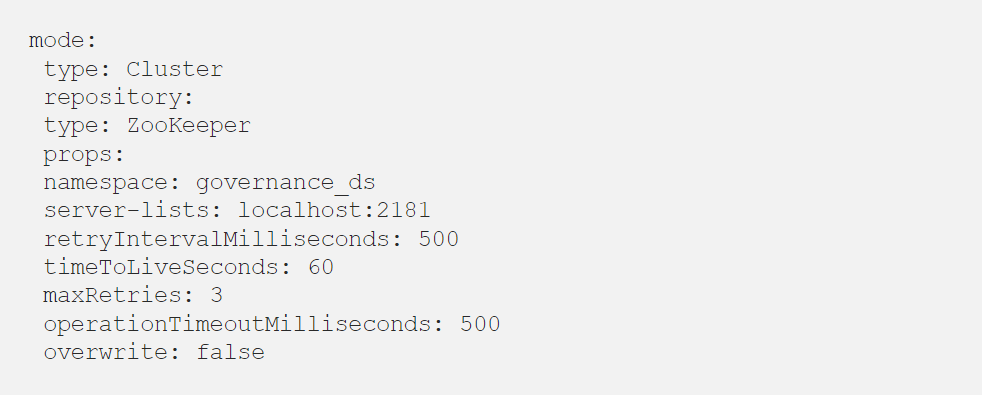 mode:
 type: Cluster
 repository:
 type: ZooKeeper
 props:
 namespace: governance_ds
 server-lists: localhost:2181
 retryIntervalMilliseconds: 500
 timeToLiveSeconds: 60
 maxRetries: 3
 operationTimeoutMilliseconds: 500
 overwrite: false